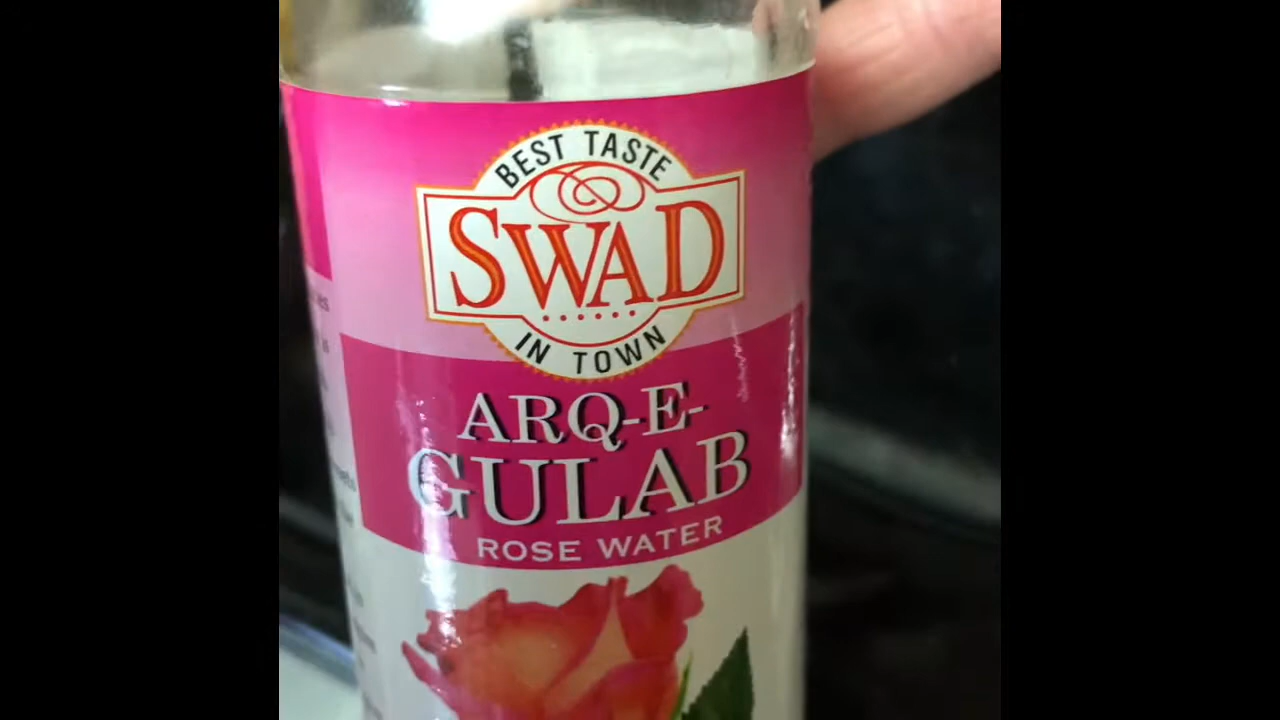 BEST TASTE
SWAD
IN TOWN
ARQ-E-
GULAB
ROSE WATER